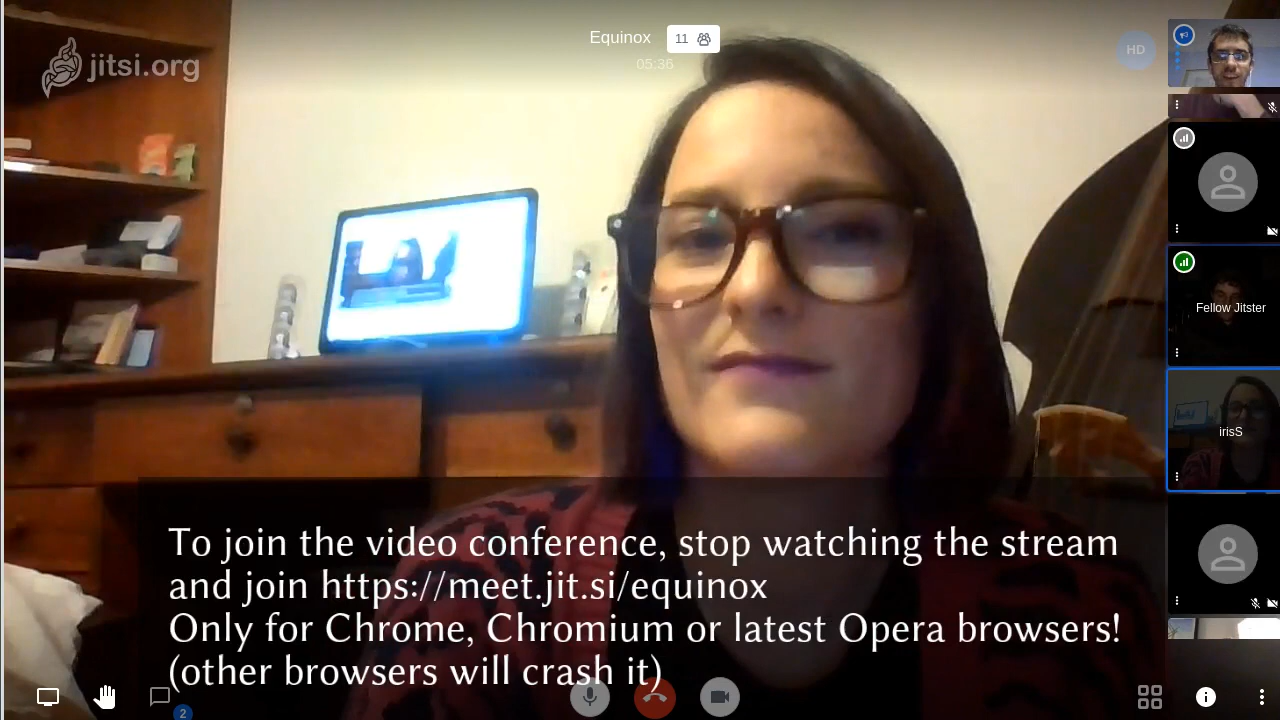 Equinox 11
05:36
HD
jitsi.org
Fellow Jitster
irisS
To join the video conference, stop watching the stream
and join https://meet.jit.si/equinox
Only for Chrome, Chromium or latest Opera browsers!
(other browsers will crash it)
2